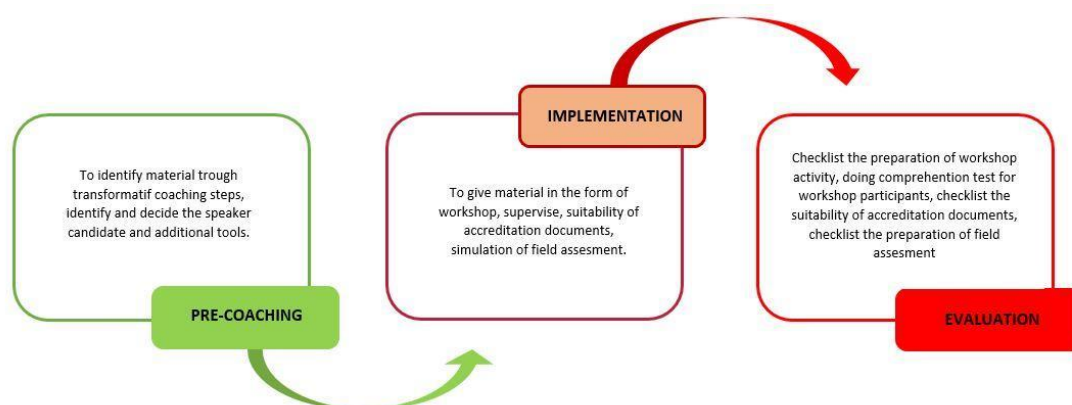 To identify material trough
transformatif coaching steps,
identify and decide the speaker
candidate and additional tools.
PRE-COACHING
IMPLEMENTATION
To give material in the form of
workshop, supervise, suitability of
accreditation documents,
simulation of field assesment.
Checklist the preparation of workshop
activity, doing comprehention test for
workshop participants, checklist the
suitability of accreditation documents,
checklist the preparation of field
assesment
EVALUATION